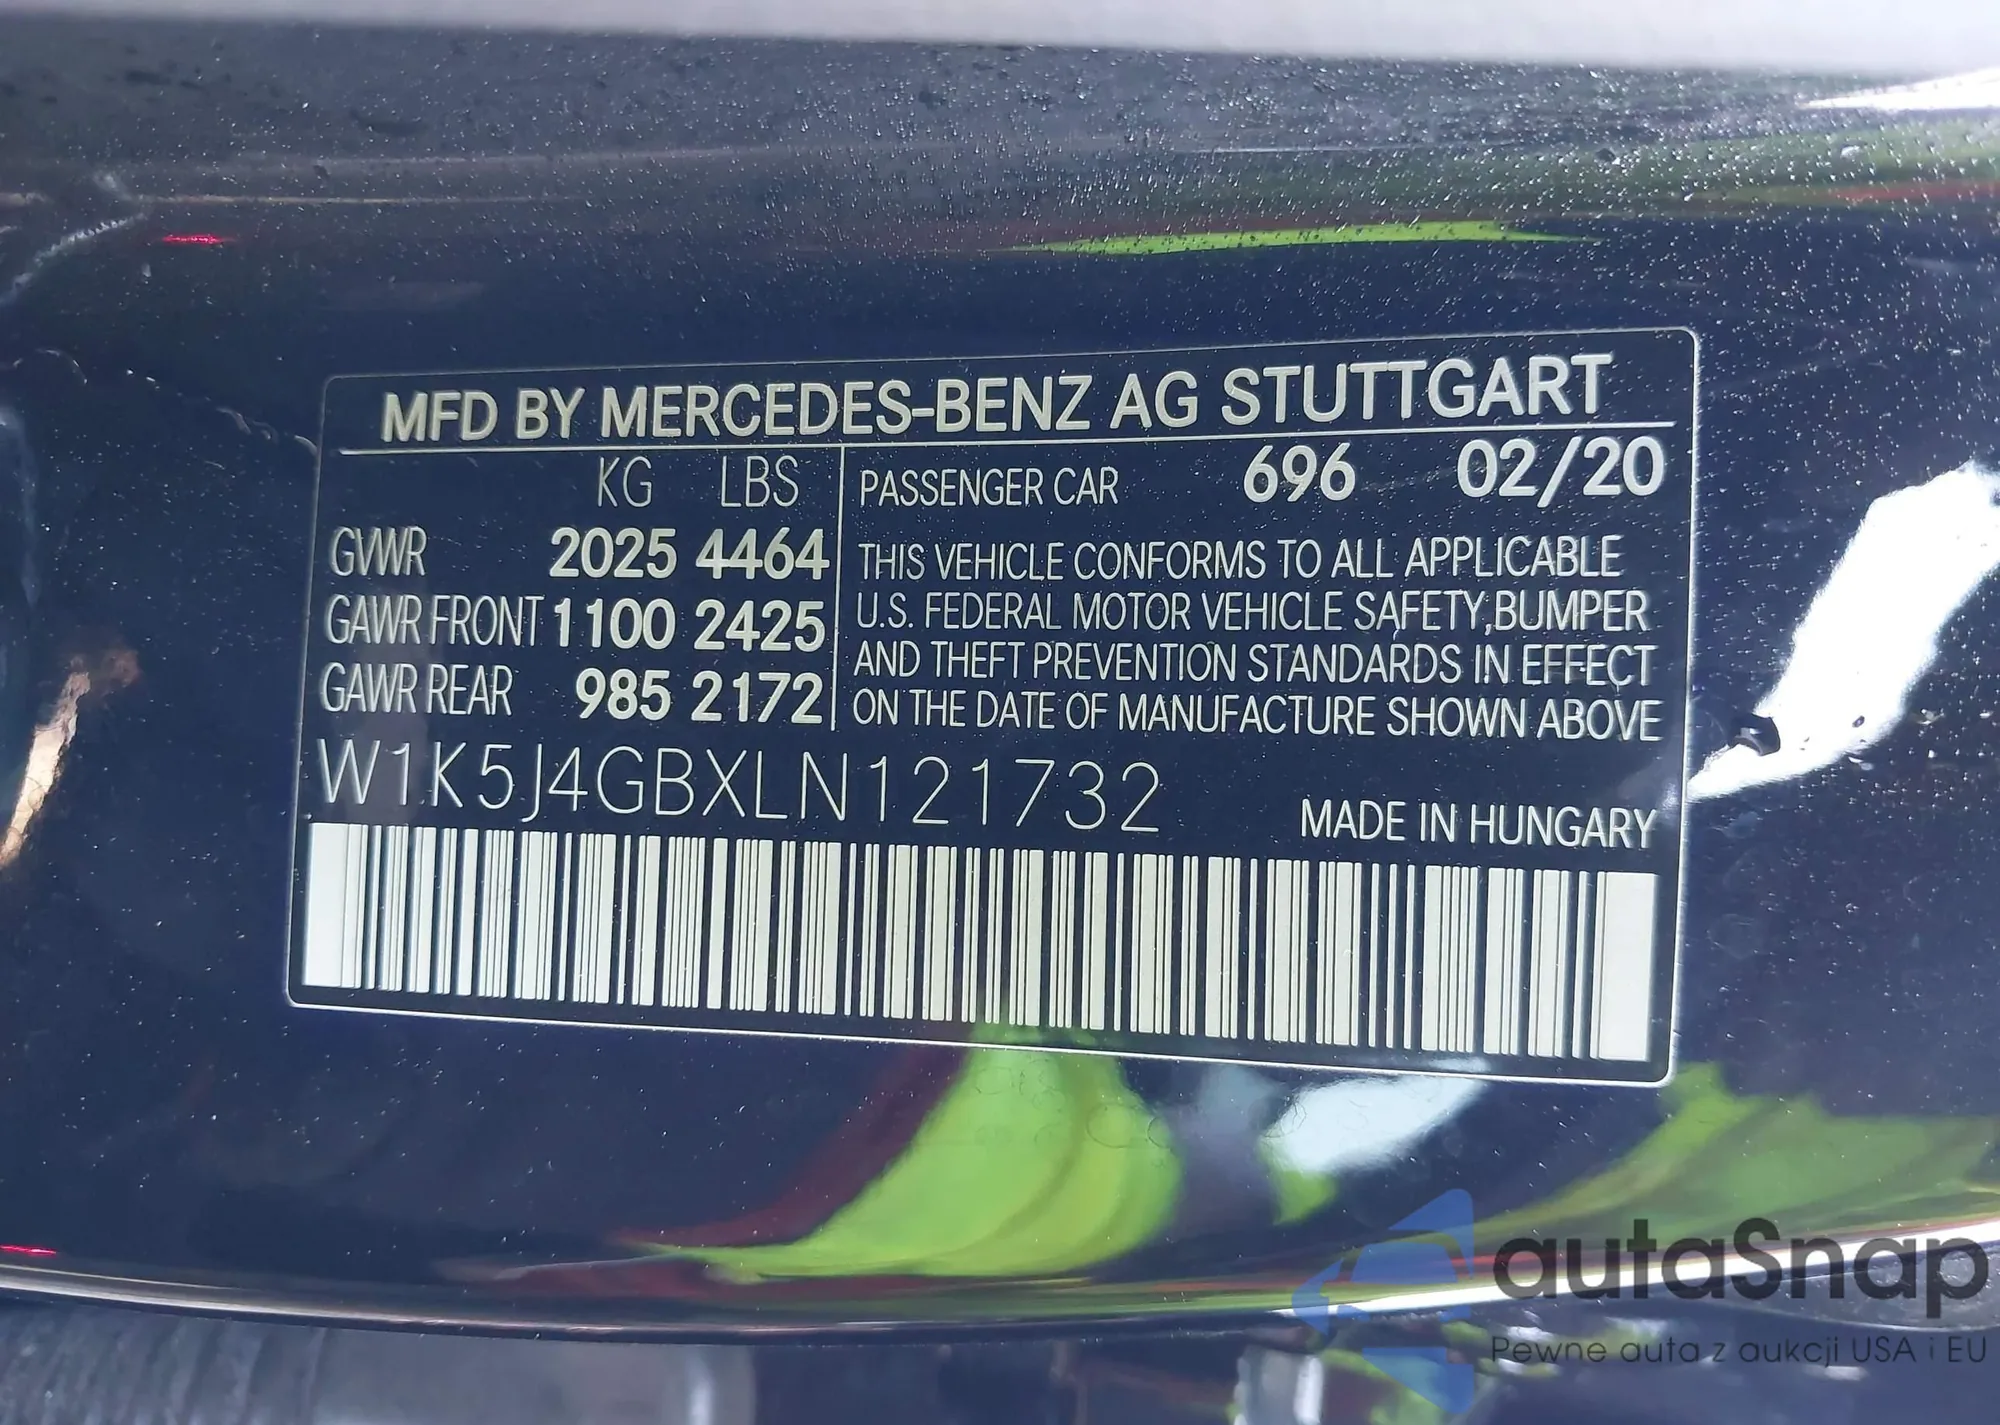 MFD BY MERCEDES-BENZ AG STUTTGART
KG LBS
GVWR 2025 4464
GAWR FRONT 1100 2425
GAWR REAR 985 2172
PASSENGER CAR 696 02/20
THIS VEHICLE CONFORMS TO ALL APPLICABLE
U.S. FEDERAL MOTOR VEHICLE SAFETY,BUMPER
AND THEFT PREVENTION STANDARDS IN EFFECT
ON THE DATE OF MANUFACTURE SHOWN ABOVE
W1K5J4GBXLN121732
MADE IN HUNGARY
autaSnap
Pewne auta z aukcji USA i EU